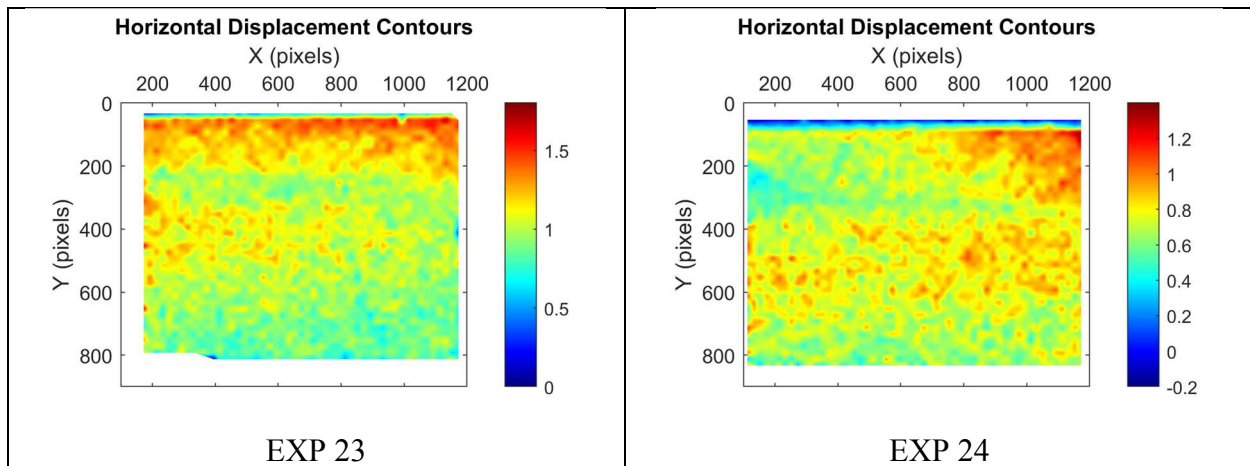 Horizontal Displacement Contours
X (pixels)
200 400 600 800 1000 1200
0
200
400
600
800
Y (pixels)
1.5
1
0.5
0
EXP 23
Horizontal Displacement Contours
X (pixels)
200 400 600 800 1000 1200
0
200
400
600
800
Y (pixels)
1.2
1
0.8
0.6
0.4
0.2
0
-0.2
EXP 24